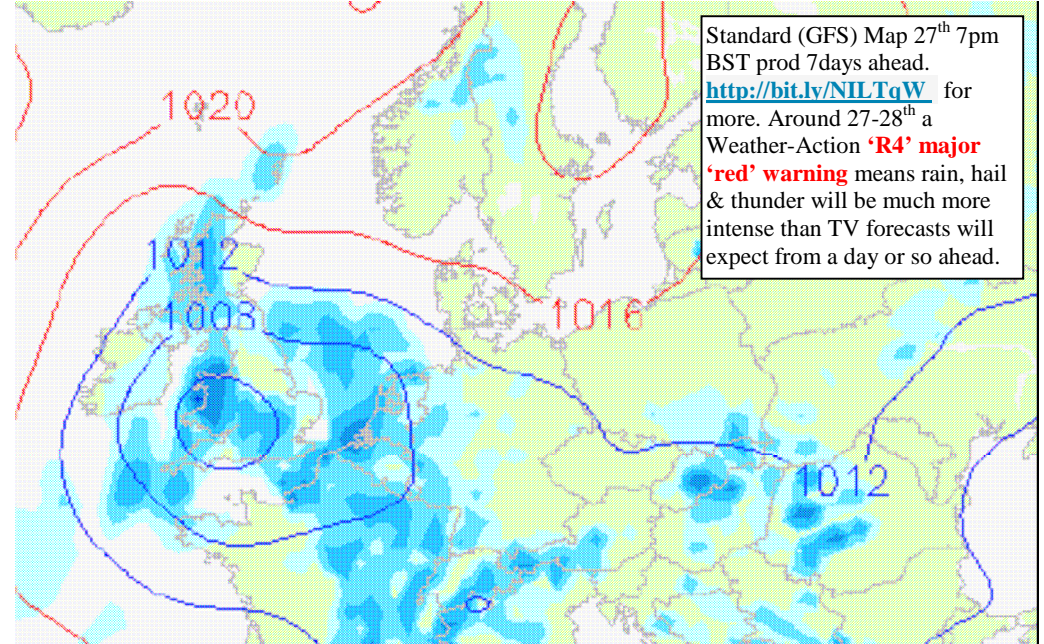 Standard (GFS) Map 27th 7pm
BST prod 7days ahead.
http://bit.ly/NILTqW for
more. Around 27-28th a
Weather-Action ‘R4’ major
‘red’ warning means rain, hail
& thunder will be much more
intense than TV forecasts will
expect from a day or so ahead.
1020
1012
1008
1016
1012